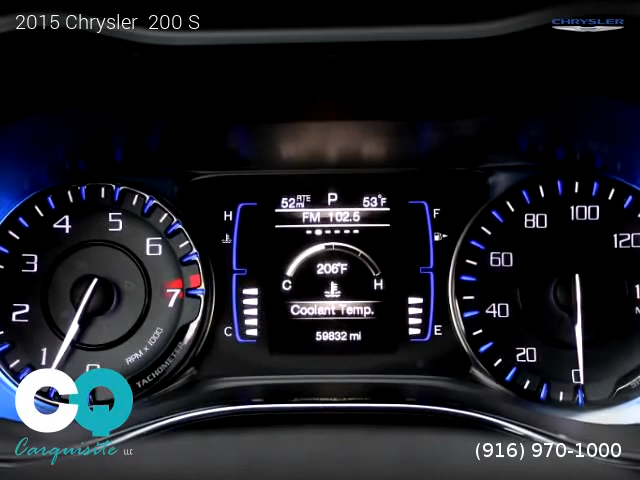 2015 Chrysler 200 S
CHRYSLER
52 RTE mi P 53°F
FM 102.5
H F
206°F
C H
Coolant Temp.
C E
59832 mi
0 1 2 3 4 5 6 7
RPM x 1000
TACHOMETER
0 20 40 60 80 100 120
CQ
Carquisite LLC
(916) 970-1000